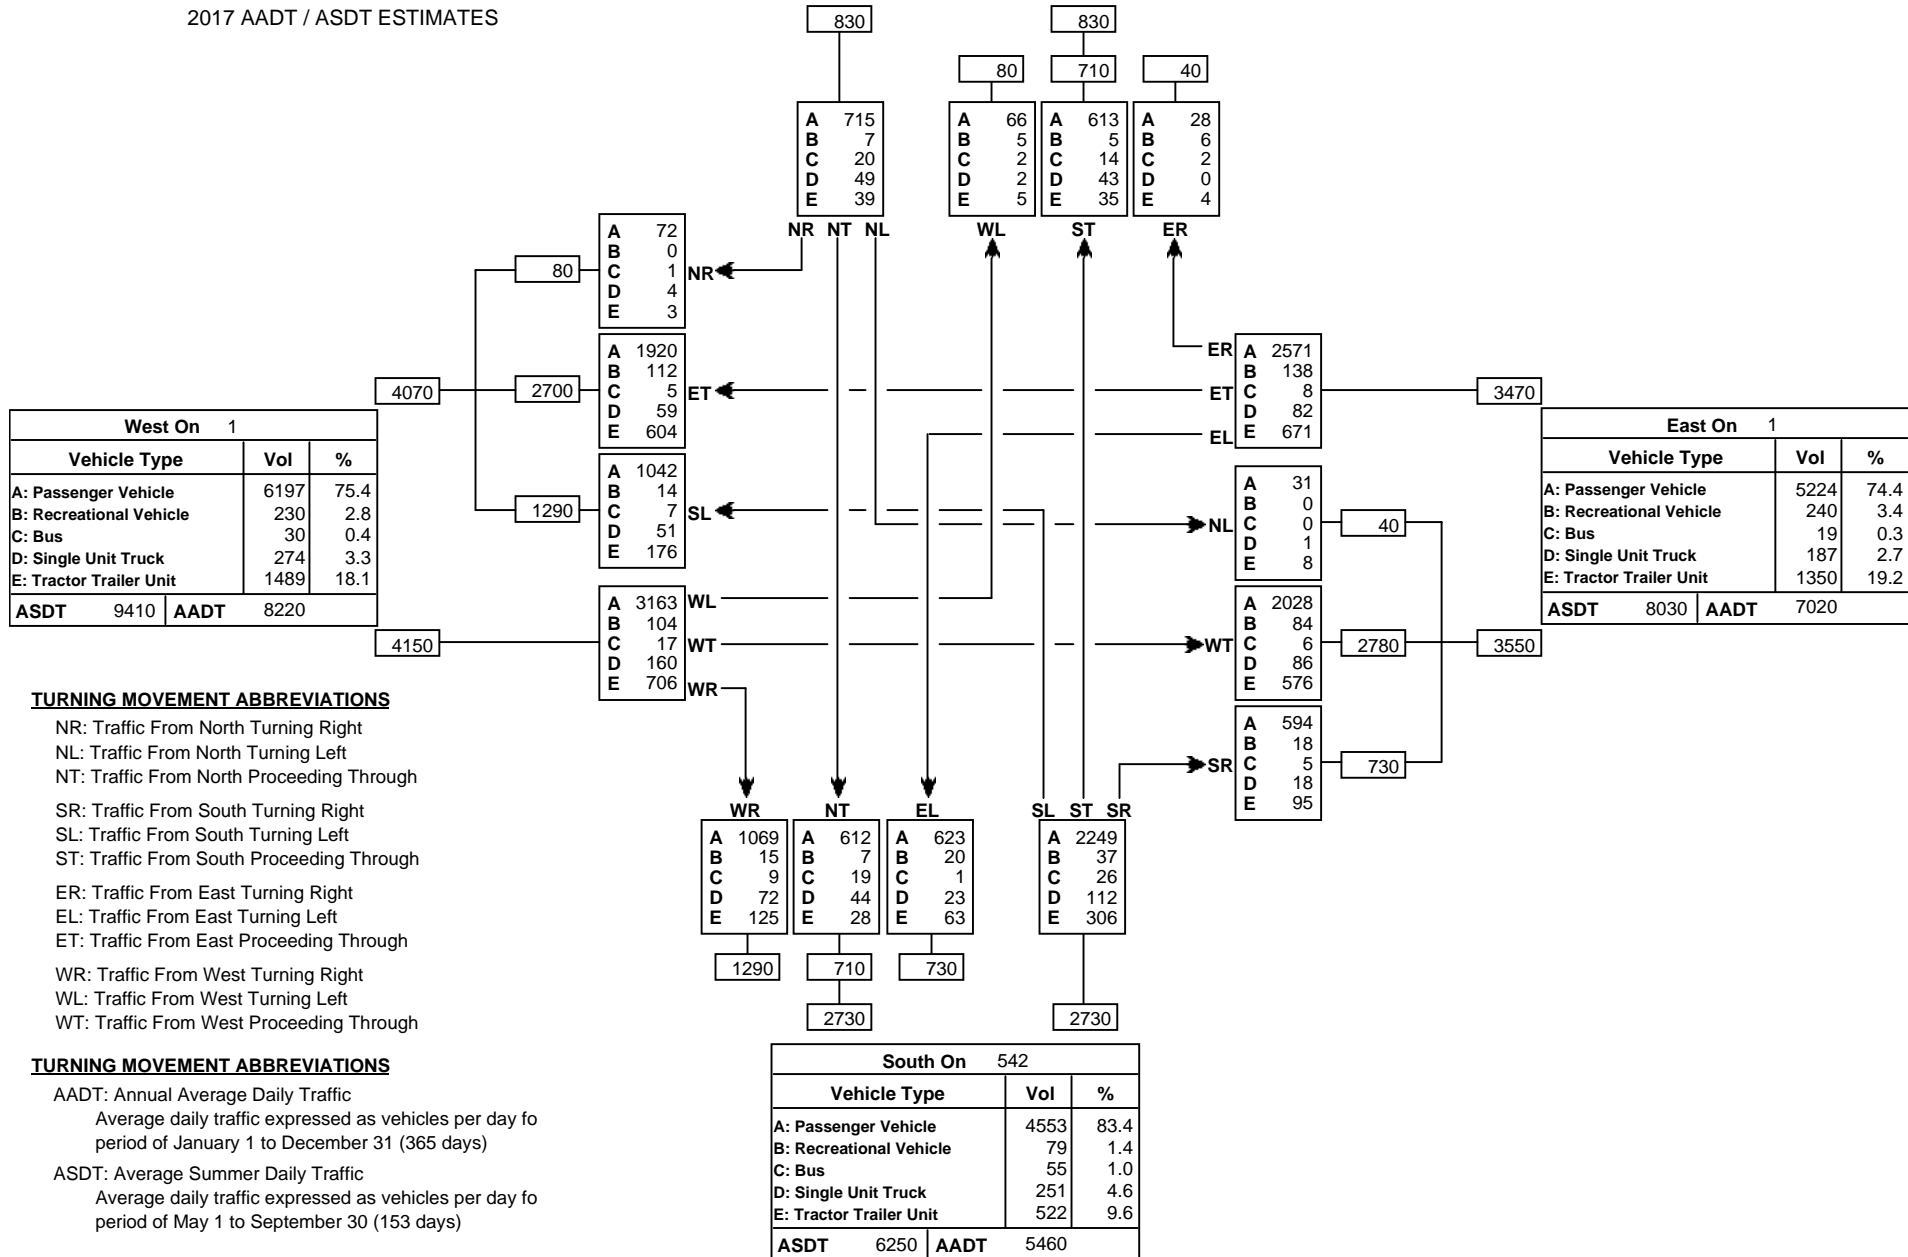 2017 AADT / ASDT ESTIMATES
830
830
80
710
40
A 715
B 7
C 20
D 49
E 39
A 66
B 5
C 2
D 2
E 5
A 613
B 5
C 14
D 43
E 35
A 28
B 6
C 2
D 0
E 4
NR NT NL
WL
ST
ER
80
A 72
B 0
C 1
D 4
E 3
NR
4070
2700
A 1920
B 112
C 5
D 59
E 604
ET
1290
A 1042
B 14
C 7
D 51
E 176
SL
4150
A 3163
B 104
C 17
D 160
E 706
WL
WT
WR
West On 1
Vehicle Type Vol %
A: Passenger Vehicle 6197 75.4
B: Recreational Vehicle 230 2.8
C: Bus 30 0.4
D: Single Unit Truck 274 3.3
E: Tractor Trailer Unit 1489 18.1
ASDT 9410 AADT 8220
ER
ET
EL
A 2571
B 138
C 8
D 82
E 671
3470
NL
A 31
B 0
C 0
D 1
E 8
40
WT
A 2028
B 84
C 6
D 86
E 576
2780
3550
SR
A 594
B 18
C 5
D 18
E 95
730
East On 1
Vehicle Type Vol %
A: Passenger Vehicle 5224 74.4
B: Recreational Vehicle 240 3.4
C: Bus 19 0.3
D: Single Unit Truck 187 2.7
E: Tractor Trailer Unit 1350 19.2
ASDT 8030 AADT 7020
TURNING MOVEMENT ABBREVIATIONS
NR: Traffic From North Turning Right
NL: Traffic From North Turning Left
NT: Traffic From North Proceeding Through
SR: Traffic From South Turning Right
SL: Traffic From South Turning Left
ST: Traffic From South Proceeding Through
ER: Traffic From East Turning Right
EL: Traffic From East Turning Left
ET: Traffic From East Proceeding Through
WR: Traffic From West Turning Right
WL: Traffic From West Turning Left
WT: Traffic From West Proceeding Through
TURNING MOVEMENT ABBREVIATIONS
AADT: Annual Average Daily Traffic
Average daily traffic expressed as vehicles per day fo
period of January 1 to December 31 (365 days)
ASDT: Average Summer Daily Traffic
Average daily traffic expressed as vehicles per day fo
period of May 1 to September 30 (153 days)
WR
NT
EL
SL ST SR
A 1069
B 15
C 9
D 72
E 125
A 612
B 7
C 19
D 44
E 28
A 623
B 20
C 1
D 23
E 63
A 2249
B 37
C 26
D 112
E 306
1290
710
730
2730
2730
South On 542
Vehicle Type Vol %
A: Passenger Vehicle 4553 83.4
B: Recreational Vehicle 79 1.4
C: Bus 55 1.0
D: Single Unit Truck 251 4.6
E: Tractor Trailer Unit 522 9.6
ASDT 6250 AADT 5460